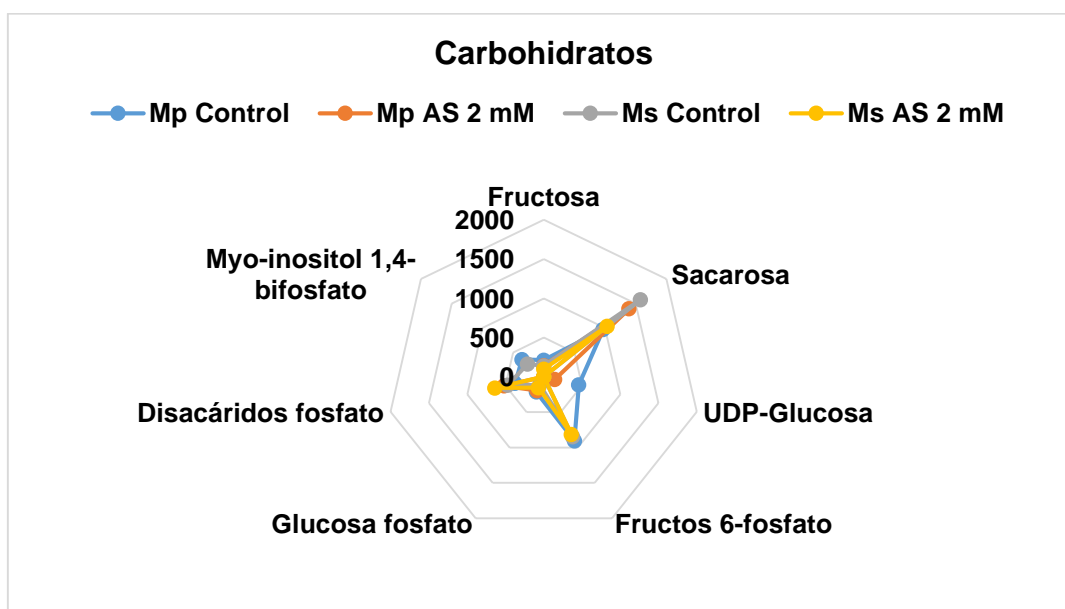 Carbohidratos
Mp Control Mp AS 2 mM Ms Control Ms AS 2 mM
Fructosa
2000
1500
1000
500
0
Sacarosa
UDP-Glucosa
Fructos 6-fosfato
Glucosa fosfato
Disacáridos fosfato
Myo-inositol 1,4-
bifosfato